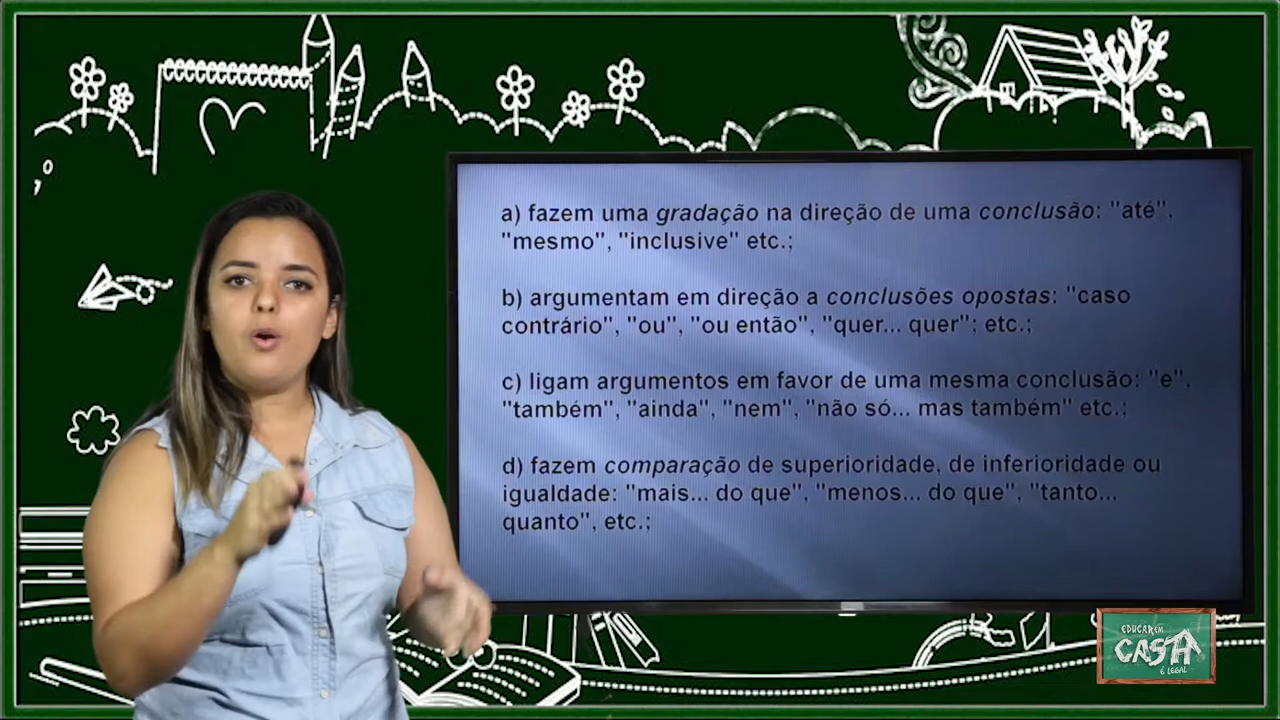 a) fazem uma gradação na direção de uma conclusão: "até",
"mesmo", "inclusive" etc.;
b) argumentam em direção a conclusões opostas: "caso
contrário", "ou", "ou então", "quer... quer"; etc.;
c) ligam argumentos em favor de uma mesma conclusão: "e",
"também", "ainda", "nem", "não só... mas também" etc.;
d) fazem comparação de superioridade, de inferioridade ou
igualdade: "mais... do que", "menos... do que", "tanto...
quanto", etc.;
EDUCAR EM
CASA
É LEGAL